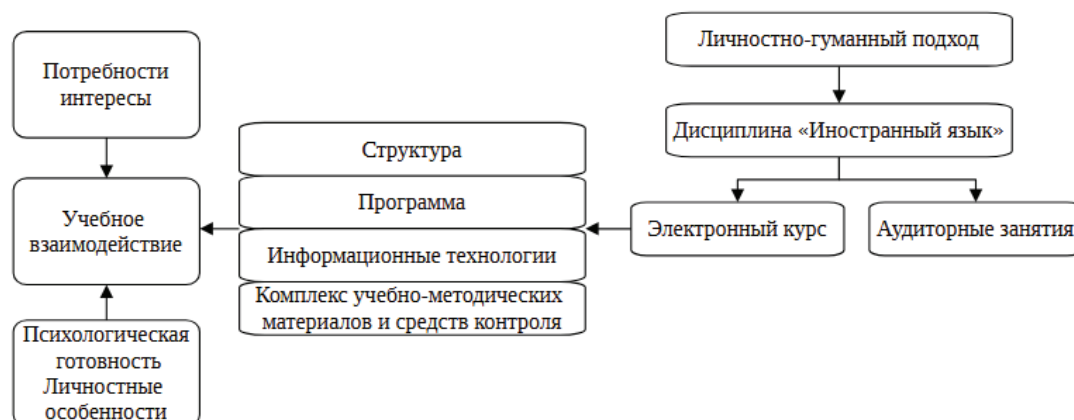 Личностно-гуманный подход
Потребности
интересы
Дисциплина «Иностранный язык»
Структура
Программа
Информационные технологии
Комплекс учебно-методических
материалов и средств контроля
Учебное
взаимодействие
Электронный курс
Аудиторные занятия
Психологическая
готовность
Личностные
особенности